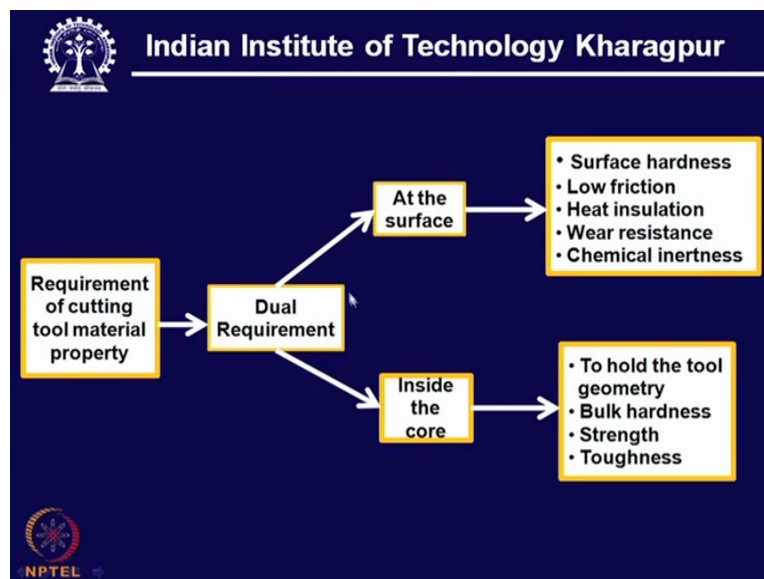 Indian Institute of Technology Kharagpur
Requirement
of cutting
tool material
property
Dual
Requirement
At the
surface
• Surface hardness
• Low friction
• Heat insulation
• Wear resistance
• Chemical inertness
Inside
the
core
• To hold the tool
geometry
• Bulk hardness
• Strength
• Toughness
NPTEL